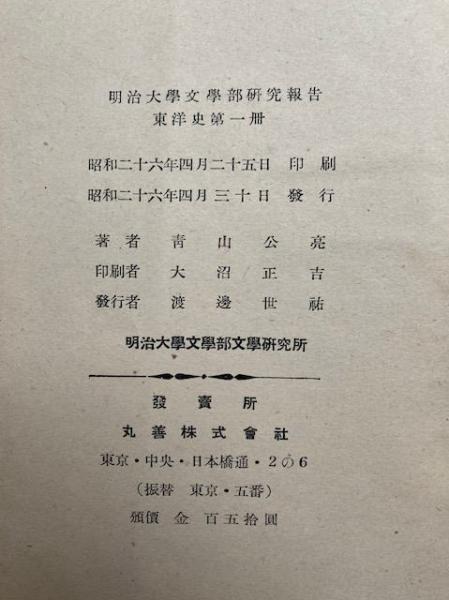 明治大學文學部硏究報告
東洋史第一册
昭和二十六年四月二十五日 印刷
昭和二十六年四月三十日 發行
著者 靑山公亮
印刷者 大沼正吉
發行者 渡邊世祐
明治大學文學部文學硏究所
發賣所
丸善株式會社
東京・中央・日本橋通・2の6
(振替 東京・五番)
頒價 金 百五拾圓